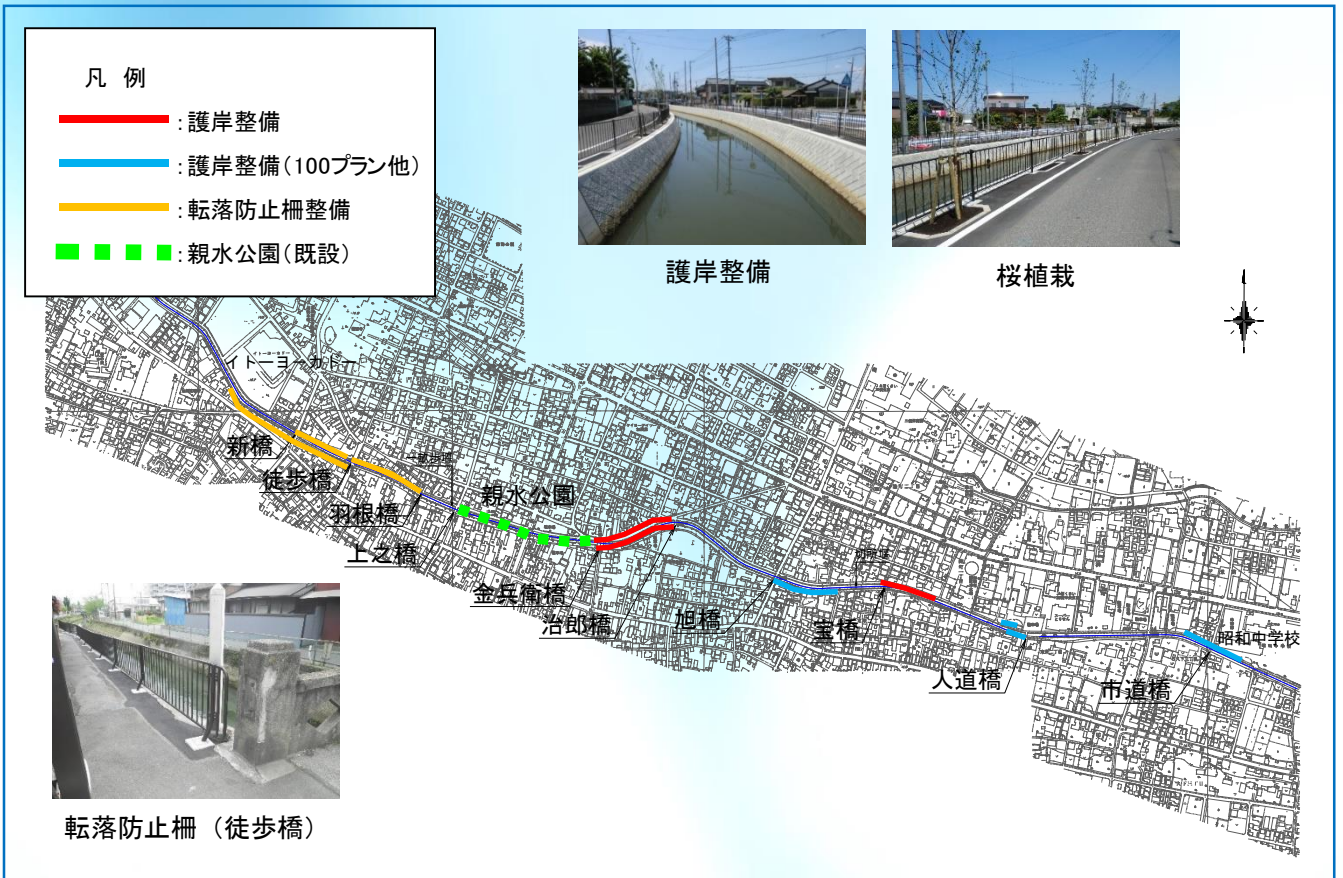 凡 例
：護岸整備
：護岸整備（100プラン他）
：転落防止柵整備
：親水公園（既設）
護岸整備
桜植栽
イトーヨーカドー
新橋
徒歩橋
羽根橋
上之橋
親水公園
金兵衛橋
治郎橋
旭橋
宝橋
人道橋
市道橋
昭和中学校
転落防止柵（徒歩橋）